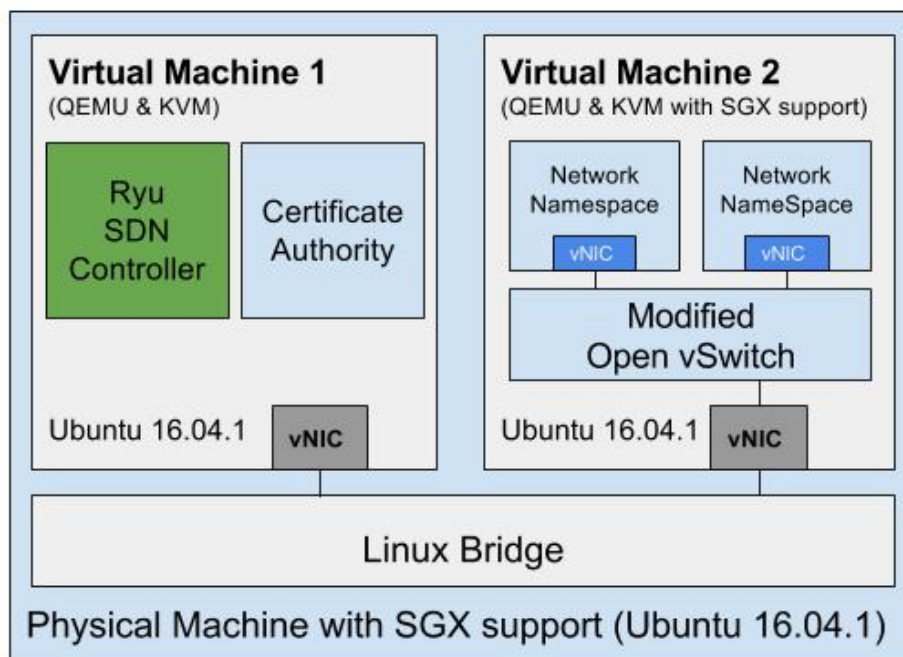 Virtual Machine 1
(QEMU & KVM)
Ryu
SDN
Controller
Certificate
Authority
Ubuntu 16.04.1
vNIC
Virtual Machine 2
(QEMU & KVM with SGX support)
Network
Namespace
vNIC
Network
NameSpace
vNIC
Modified
Open vSwitch
Ubuntu 16.04.1
vNIC
Linux Bridge
Physical Machine with SGX support (Ubuntu 16.04.1)